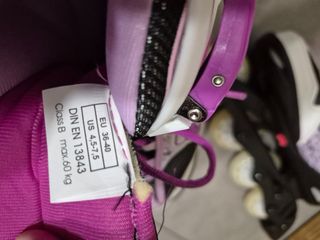 EU 36-40
US 4,5-7,5
DIN EN 13843
Class B max.60 kg